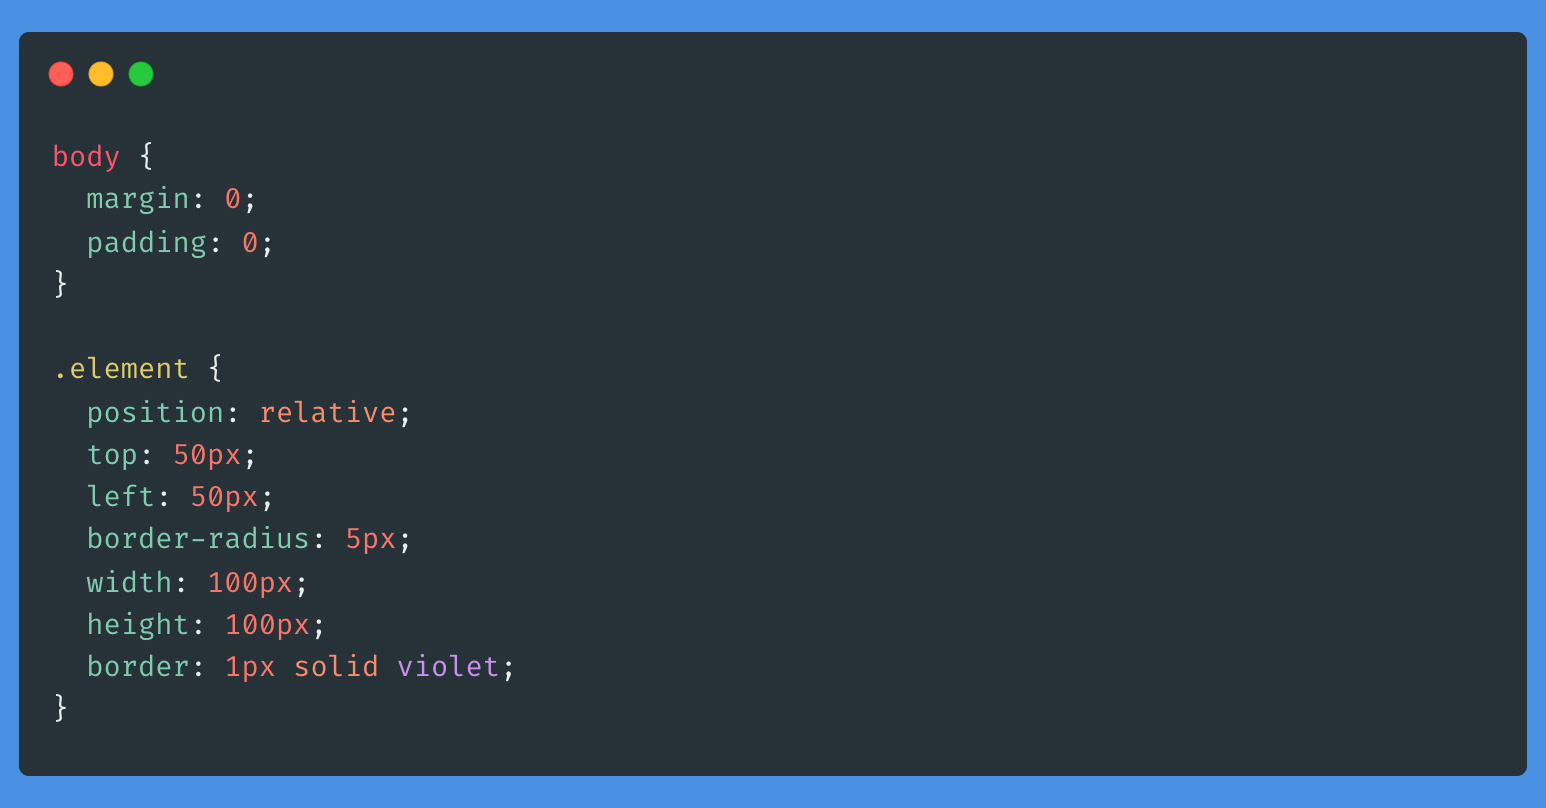 body {
  margin: 0;
  padding: 0;
}

.element {
  position: relative;
  top: 50px;
  left: 50px;
  border-radius: 5px;
  width: 100px;
  height: 100px;
  border: 1px solid violet;
}